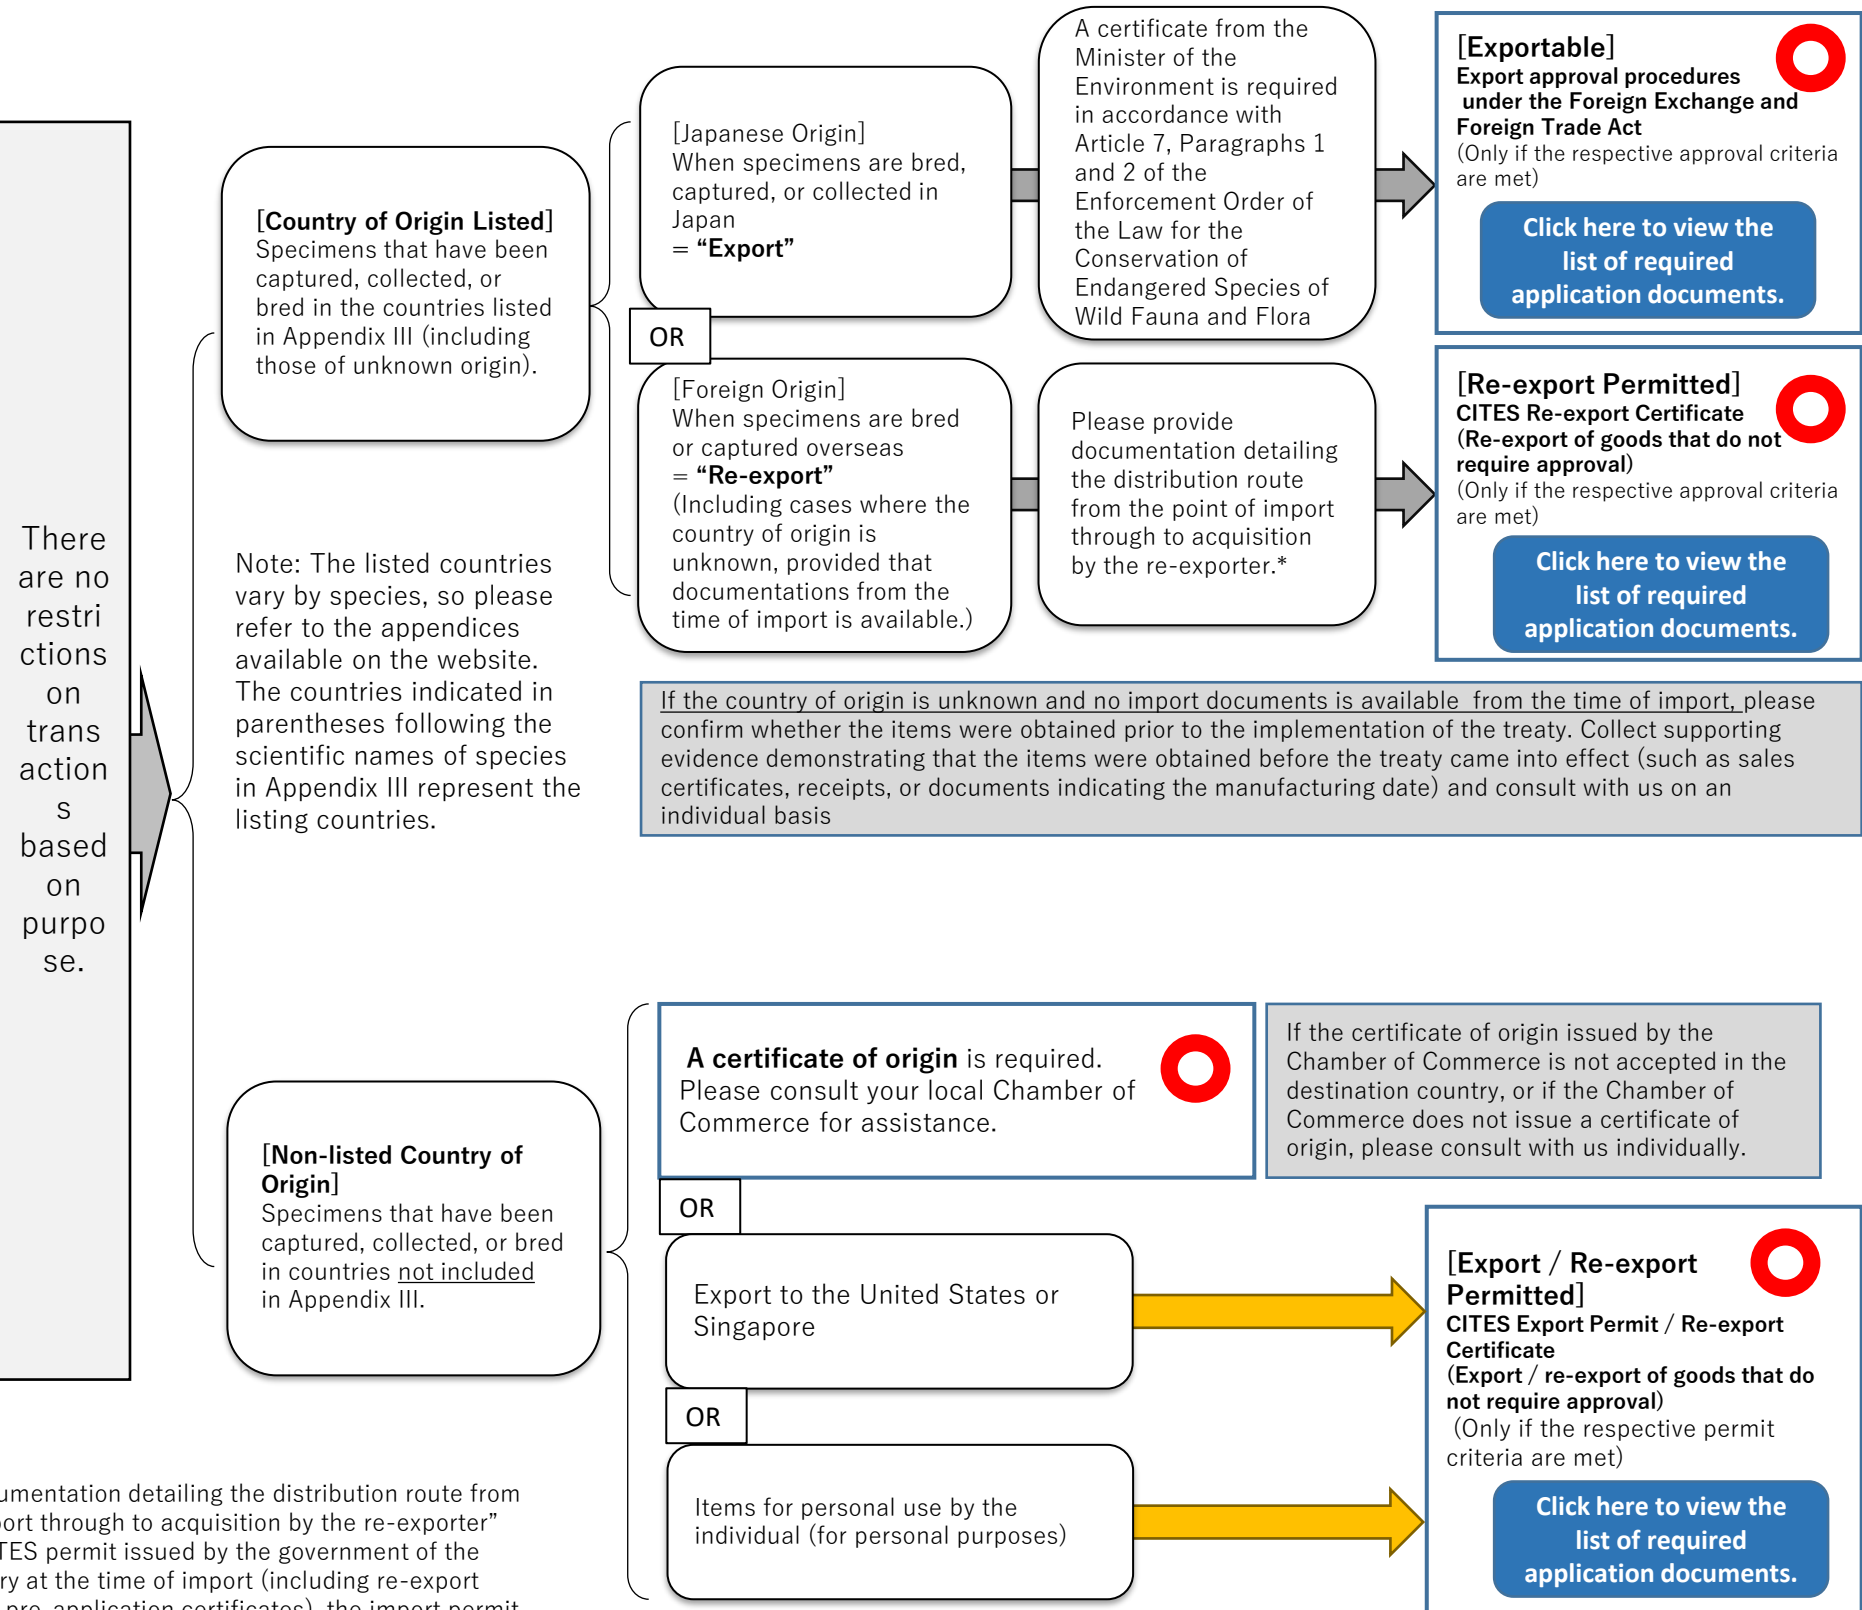 There
are no
restri
ctions
on
trans
action
s
based
on
purpo
se.
[Country of Origin Listed]
Specimens that have been
captured, collected, or
bred in the countries listed
in Appendix III (including
those of unknown origin).
Note: The listed countries
vary by species, so please
refer to the appendices
available on the website.
The countries indicated in
parentheses following the
scientific names of species
in Appendix III represent the
listing countries.
[Japanese Origin]
When specimens are bred,
captured, or collected in
Japan
= “Export”
OR
[Foreign Origin]
When specimens are bred
or captured overseas
= “Re-export”
(Including cases where the
country of origin is
unknown, provided that
documentations from the
time of import is available.)
A certificate from the
Minister of the
Environment is required
in accordance with
Article 7, Paragraphs 1
and 2 of the
Enforcement Order of
the Law for the
Conservation of
Endangered Species of
Wild Fauna and Flora
Please provide
documentation detailing
the distribution route
from the point of import
through to acquisition
by the re-exporter.*
[Exportable]
Export approval procedures
under the Foreign Exchange and
Foreign Trade Act
(Only if the respective approval criteria
are met)
Click here to view the
list of required
application documents.
[Re-export Permitted]
CITES Re-export Certificate
(Re-export of goods that do not
require approval)
(Only if the respective approval criteria
are met)
Click here to view the
list of required
application documents.
If the country of origin is unknown and no import documents is available from the time of import, please
confirm whether the items were obtained prior to the implementation of the treaty. Collect supporting
evidence demonstrating that the items were obtained before the treaty came into effect (such as sales
certificates, receipts, or documents indicating the manufacturing date) and consult with us on an
individual basis
[Non-listed Country of
Origin]
Specimens that have been
captured, collected, or bred
in countries not included
in Appendix III.
A certificate of origin is required.
Please consult your local Chamber of
Commerce for assistance.
If the certificate of origin issued by the
Chamber of Commerce is not accepted in the
destination country, or if the Chamber of
Commerce does not issue a certificate of
origin, please consult with us individually.
OR
Export to the United States or
Singapore
OR
Items for personal use by the
individual (for personal purposes)
[Export / Re-export
Permitted]
CITES Export Permit / Re-export
Certificate
(Export / re-export of goods that do
not require approval)
(Only if the respective permit
criteria are met)
Click here to view the
list of required
application documents.
umentation detailing the distribution route from
port through to acquisition by the re-exporter”
TES permit issued by the government of the
ry at the time of import (including re-export
pre-application certificates), the import permit